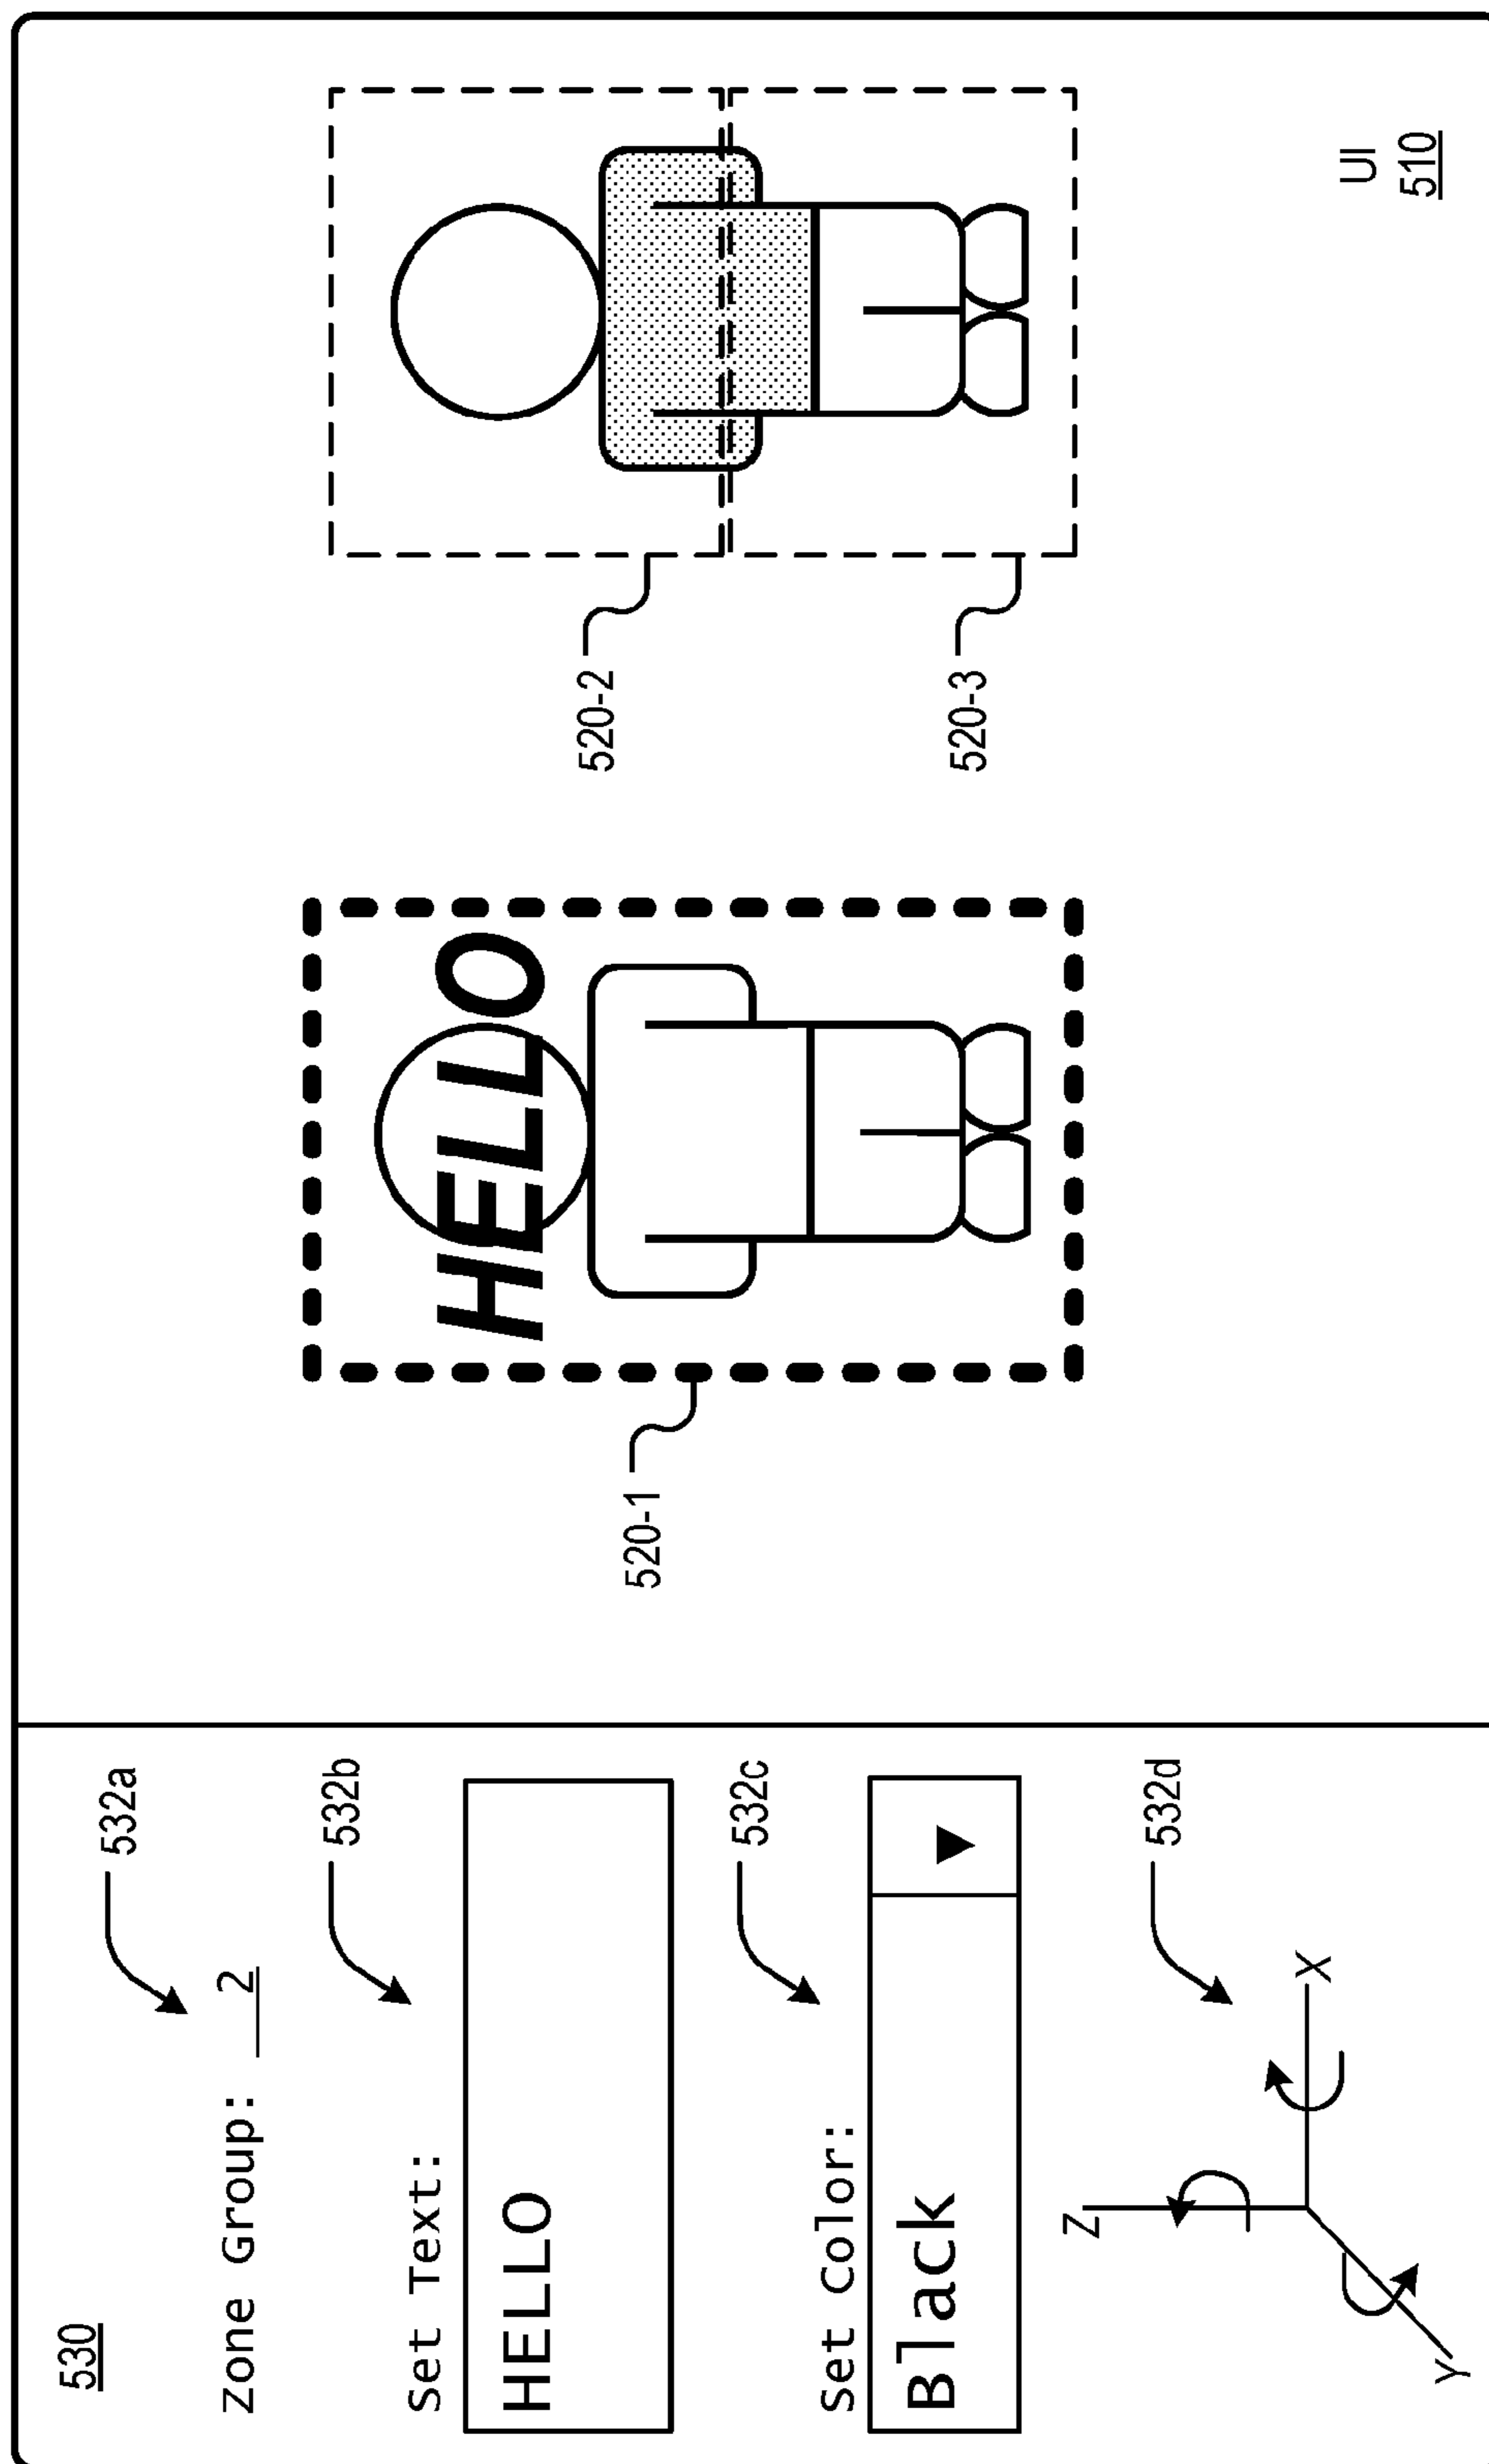 530
532a
Zone Group: 2
532b
Set Text:
HELLO
532c
Set Color:
Black
532d
Z
X
Y
HELLO
520-1
520-2
520-3
UI
510